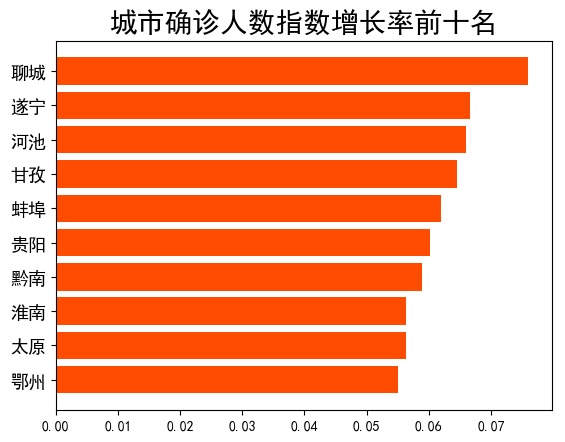 城市确诊人数指数增长率前十名
聊城
遂宁
河池
甘孜
蚌埠
贵阳
黔南
淮南
太原
鄂州
0.00 0.01 0.02 0.03 0.04 0.05 0.06 0.07